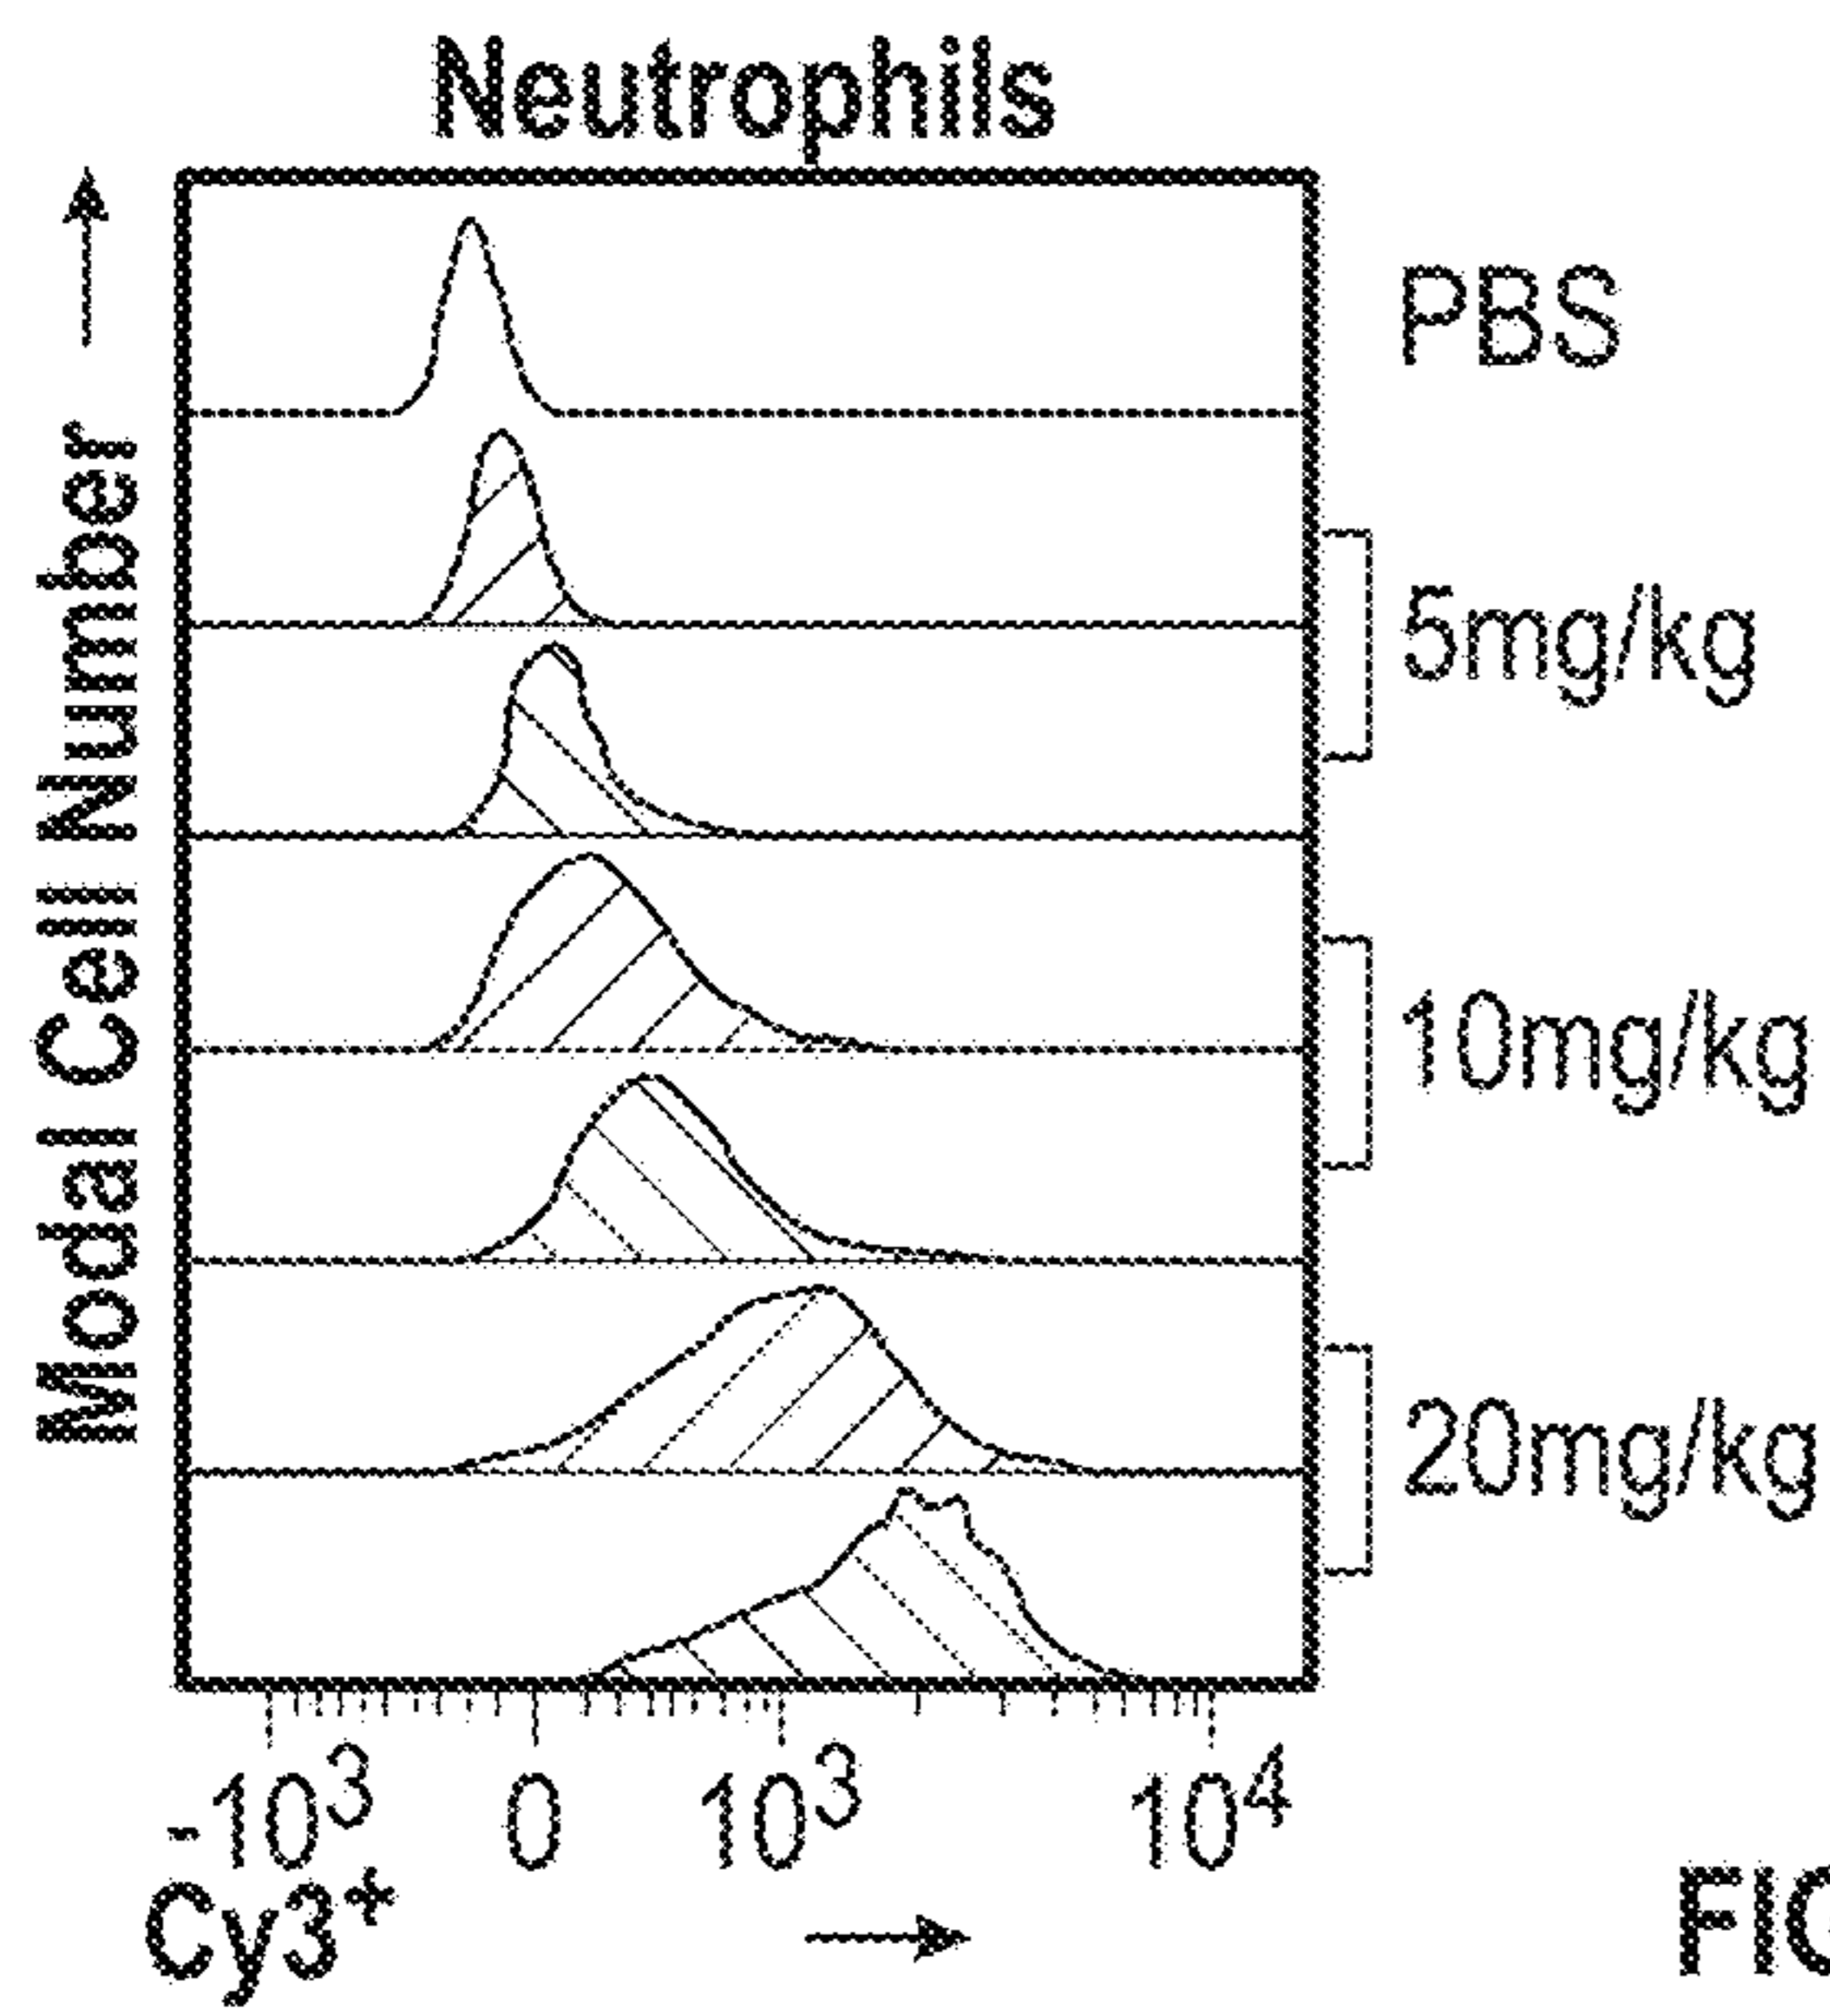 Neutrophils
Modal Cell Number
PBS
5mg/kg
10mg/kg
20mg/kg
-10³ 0 10³ 10⁴
Cy3⁺